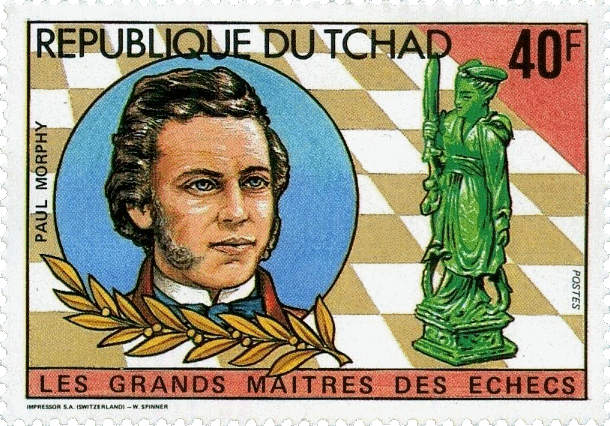 REPUBLIQUE DU TCHAD
40F
PAUL MORPHY
POSTES
LES GRANDS MAITRES DES ECHECS
IMPRESSOR S.A. (SWITZERLAND) — W. SPINNER